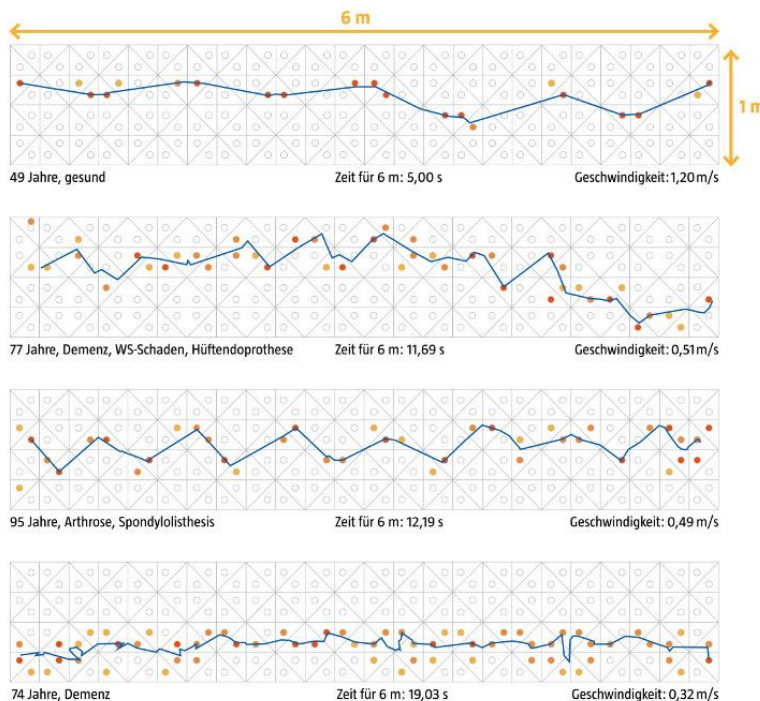 6 m
1 m
49 Jahre, gesund Zeit für 6 m: 5,00 s Geschwindigkeit: 1,20 m/s
77 Jahre, Demenz, WS-Schaden, Hüftendoprothese Zeit für 6 m: 11,69 s Geschwindigkeit: 0,51 m/s
95 Jahre, Arthrose, Spondylolisthesis Zeit für 6 m: 12,19 s Geschwindigkeit: 0,49 m/s
74 Jahre, Demenz Zeit für 6 m: 19,03 s Geschwindigkeit: 0,32 m/s